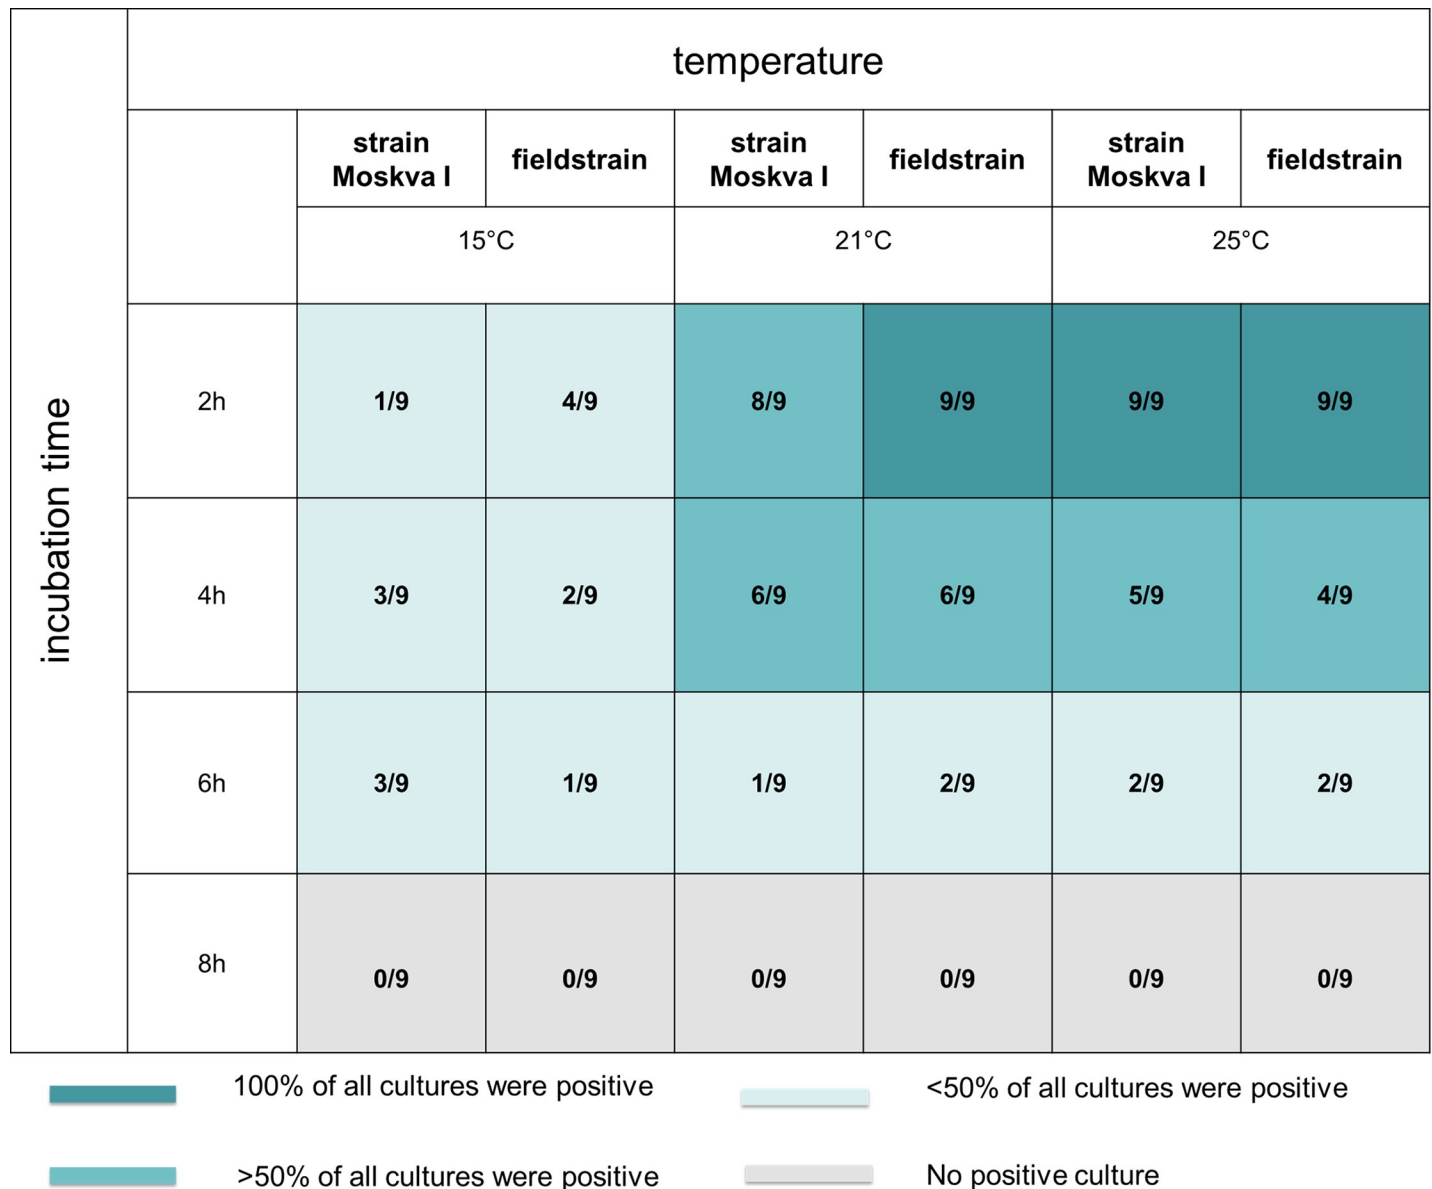 temperature
strain Moskva I fieldstrain strain Moskva I fieldstrain strain Moskva I fieldstrain
15°C 21°C 25°C
incubation time
2h 1/9 4/9 8/9 9/9 9/9 9/9
4h 3/9 2/9 6/9 6/9 5/9 4/9
6h 3/9 1/9 1/9 2/9 2/9 2/9
8h 0/9 0/9 0/9 0/9 0/9 0/9
100% of all cultures were positive
<50% of all cultures were positive
>50% of all cultures were positive
No positive culture